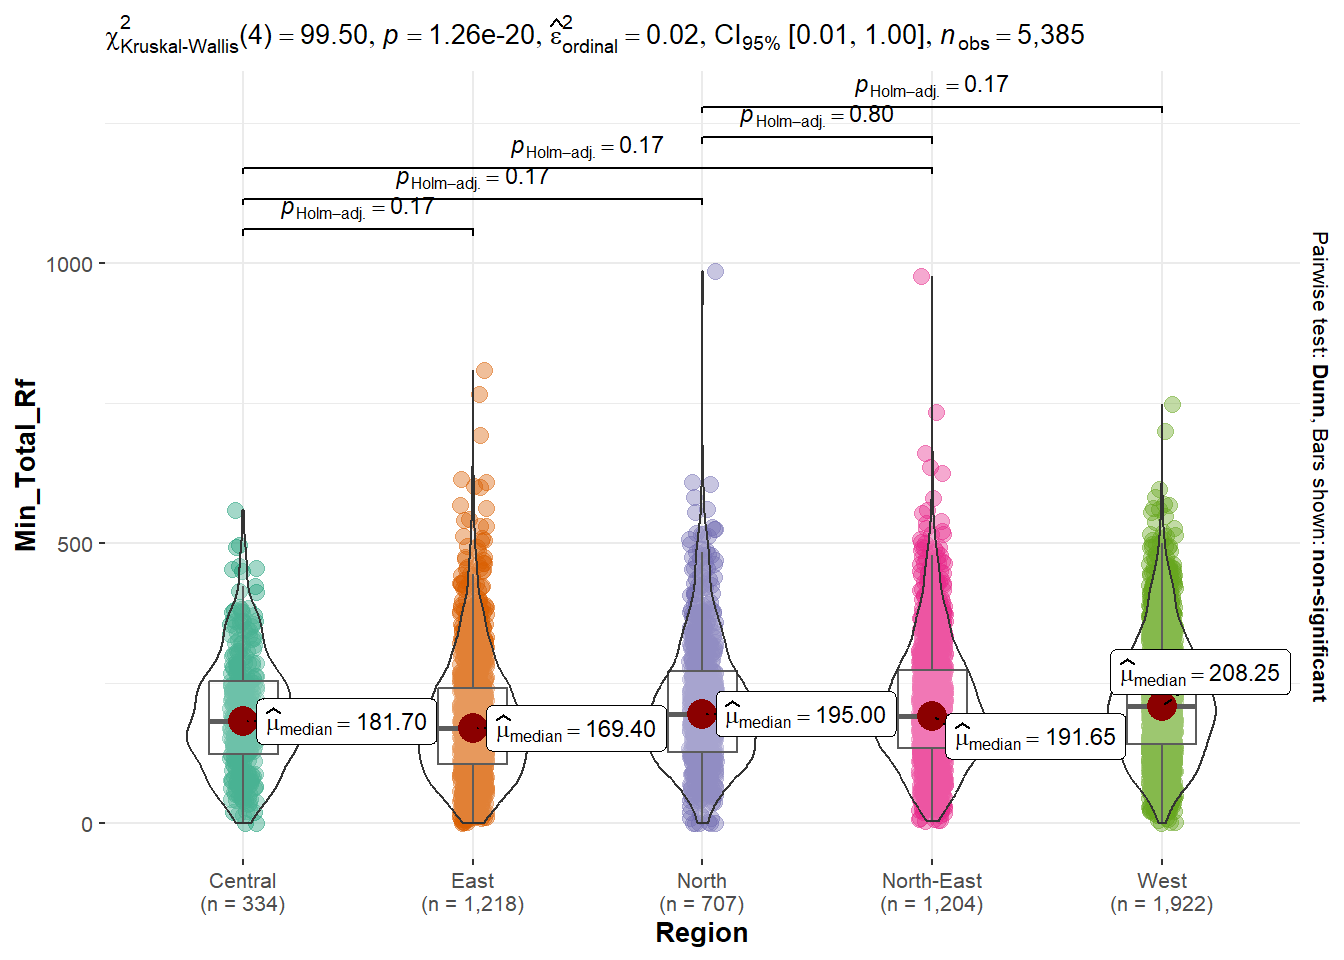 χ²Kruskal-Wallis(4) = 99.50, p = 1.26e-20, ε̂²ordinal = 0.02, CI95% [0.01, 1.00], nobs = 5,385
pHolm−adj. = 0.17
pHolm−adj. = 0.80
pHolm−adj. = 0.17
pHolm−adj. = 0.17
pHolm−adj. = 0.17
1000
500
0
Min_Total_Rf
μ̂median = 181.70
μ̂median = 169.40
μ̂median = 195.00
μ̂median = 191.65
μ̂median = 208.25
Pairwise test: Dunn, Bars shown: non-significant
Central
(n = 334)
East
(n = 1,218)
North
(n = 707)
North-East
(n = 1,204)
West
(n = 1,922)
Region